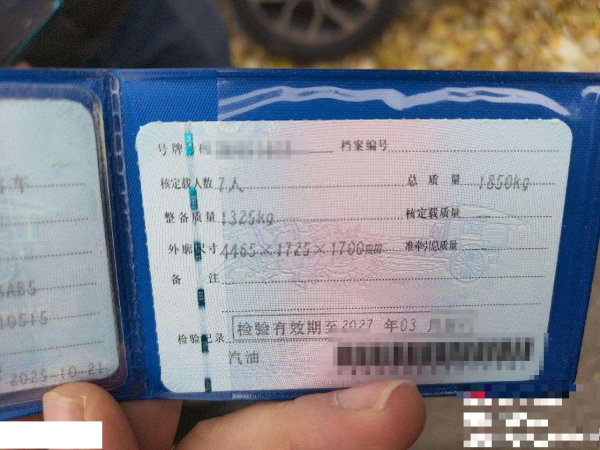 车
5AB5
10515
2025-10-21
号牌号码
档案编号
核定载人数 7人 总质量 1850kg
整备质量 1325kg 核定载质量
外廓尺寸 4465×1725×1700mm 准牵引总质量
备注
检验有效期至2027年03月
检验记录
汽油